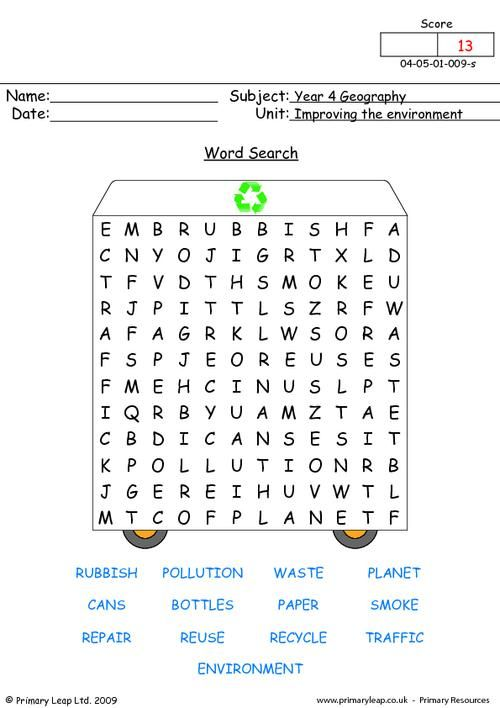 Score
13
04-05-01-009-s
Name: Subject: Year 4 Geography
Date: Unit: Improving the environment
Word Search
E M B R U B B I S H F A
C N Y O J I G R T X L D
T F V D T H S M O K E U
R J P I T T L S Z R F W
A F A G R K L W S O R A
F S P J E O R E U S E S
F M E H C I N U S L P T
I Q R B Y U A M Z T A E
C B D I C A N S E S I T
K P O L L U T I O N R B
J G E R E I H U V W T L
M T C O F P L A N E T F
RUBBISH POLLUTION WASTE PLANET
CANS BOTTLES PAPER SMOKE
REPAIR REUSE RECYCLE TRAFFIC
ENVIRONMENT
© Primary Leap Ltd. 2009 www.primaryleap.co.uk - Primary Resources